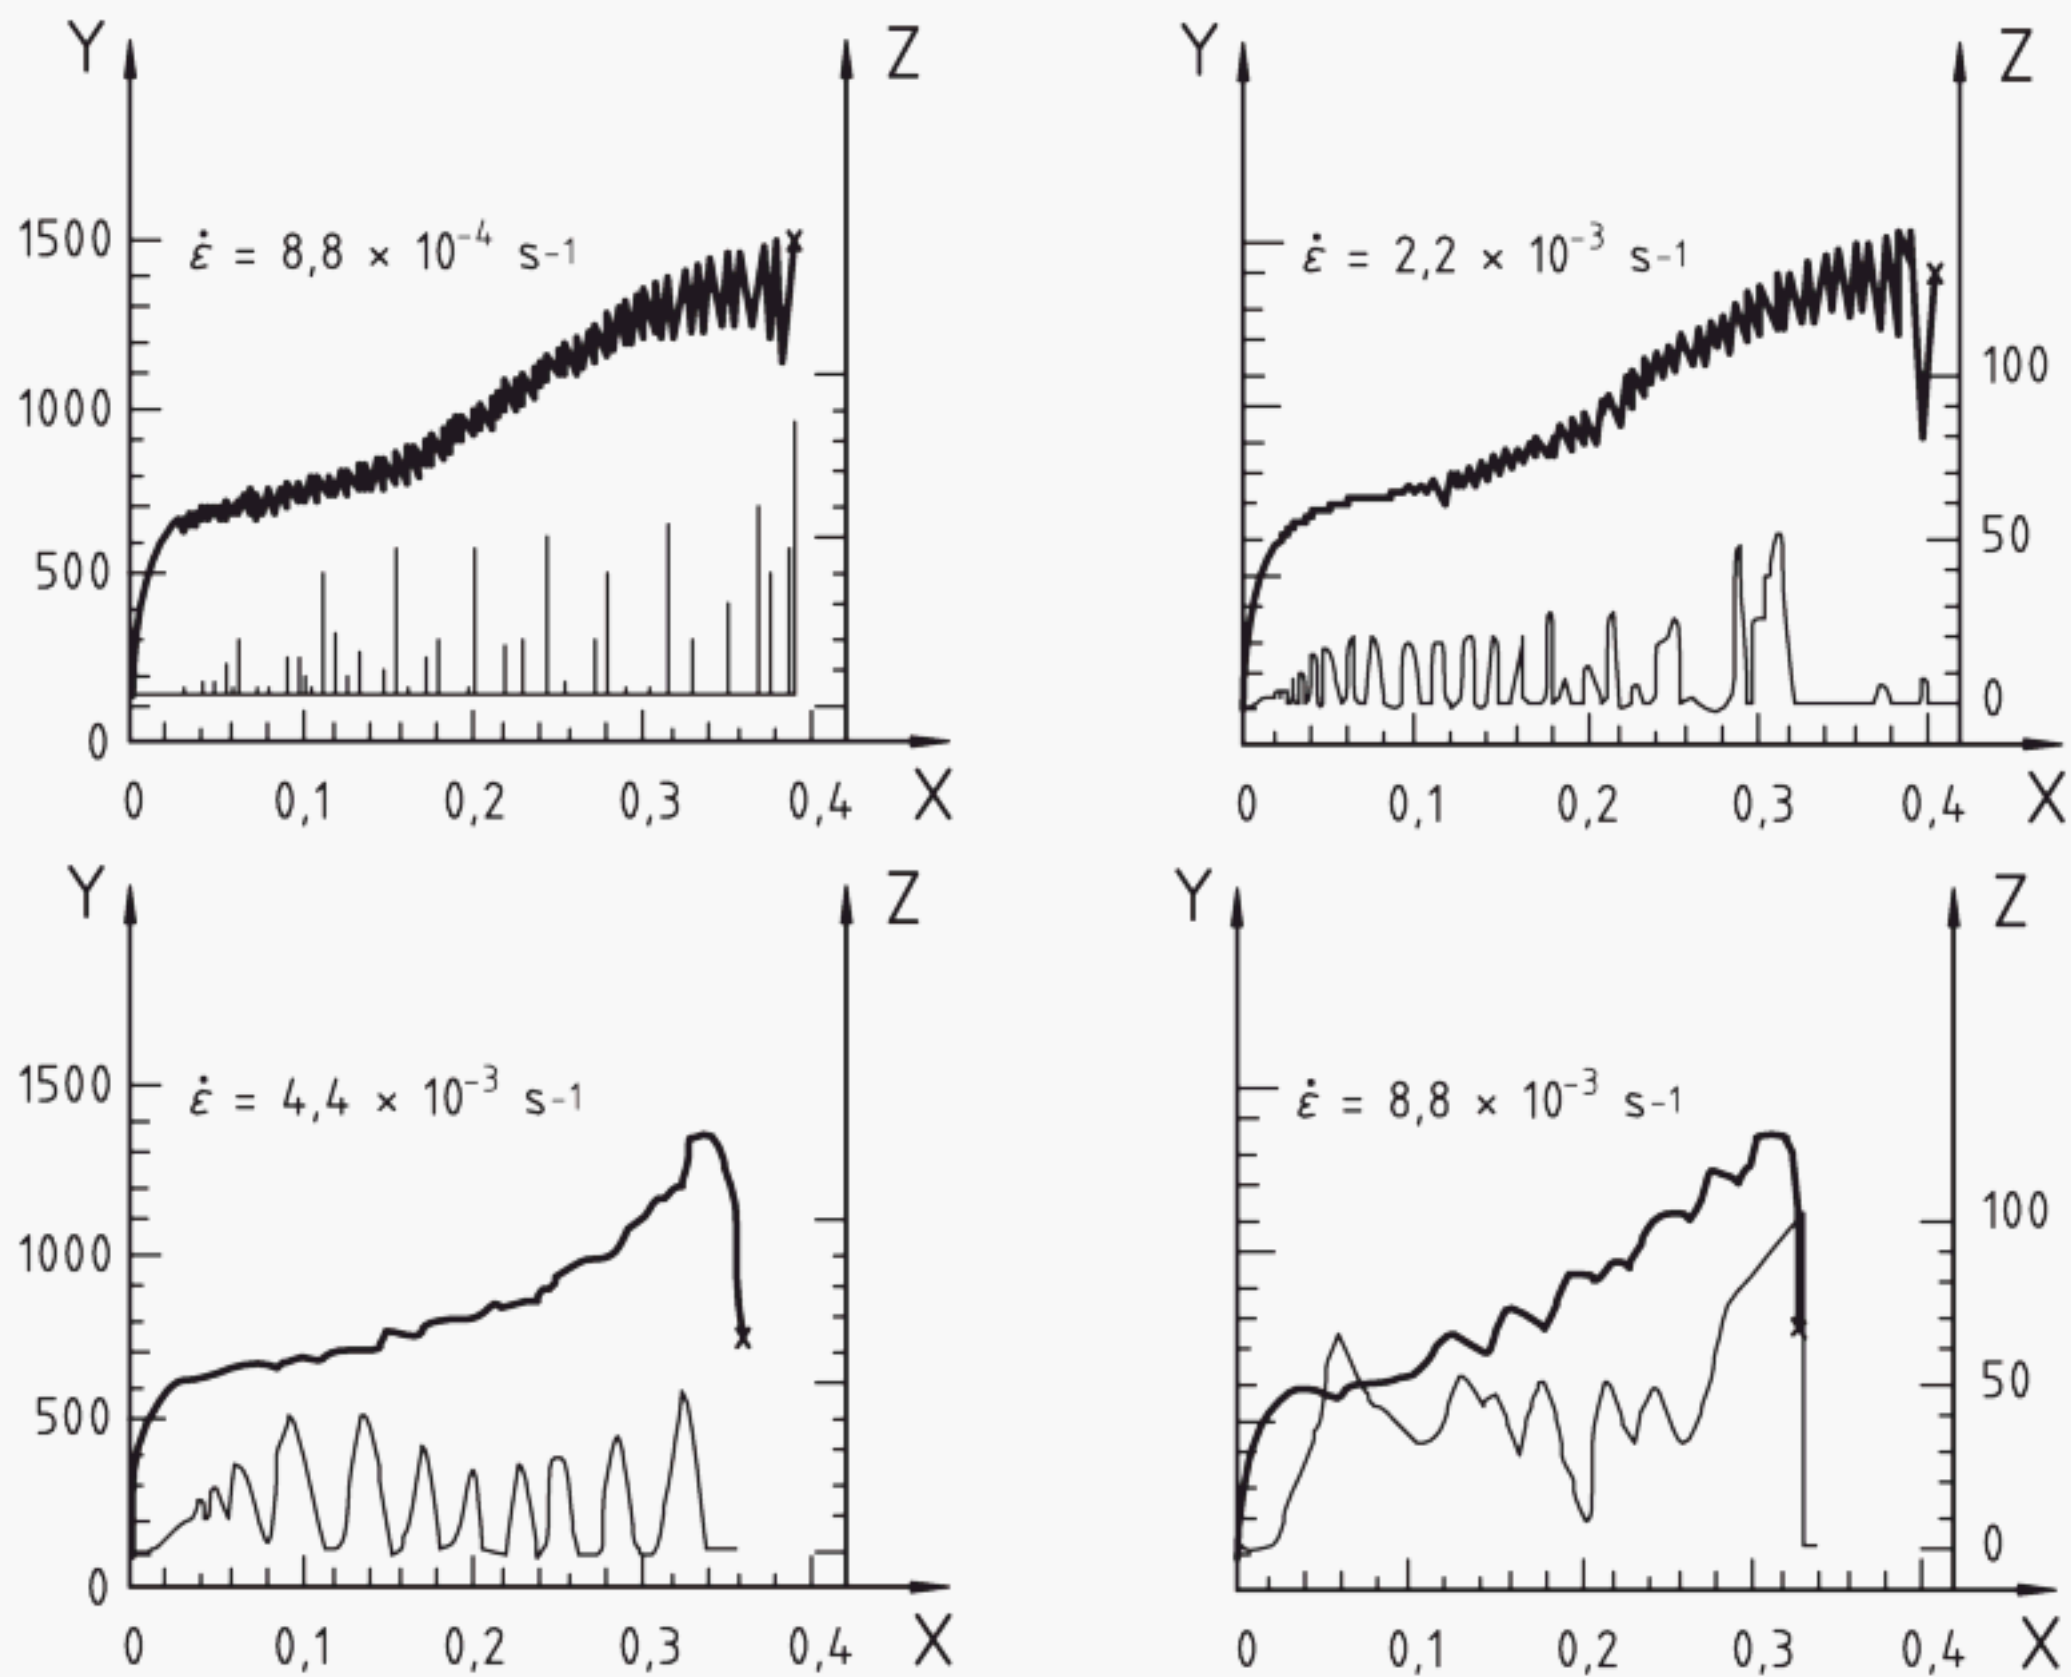 Y Z
1500
ε̇ = 8,8 × 10⁻⁴ s-1
1000
500
0
0 0,1 0,2 0,3 0,4 X
Y Z
ε̇ = 2,2 × 10⁻³ s-1
100
50
0
0 0,1 0,2 0,3 0,4 X
Y Z
1500
ε̇ = 4,4 × 10⁻³ s-1
1000
500
0
0 0,1 0,2 0,3 0,4 X
Y Z
ε̇ = 8,8 × 10⁻³ s-1
100
50
0
0 0,1 0,2 0,3 0,4 X